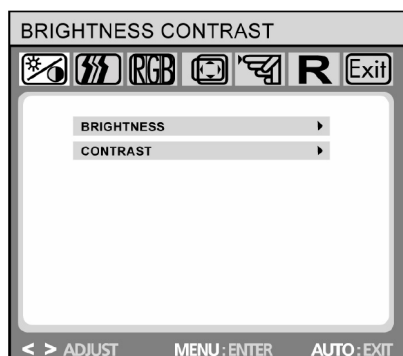 BRIGHTNESS CONTRAST
RGB R Exit
BRIGHTNESS
CONTRAST
< > ADJUST MENU : ENTER AUTO : EXIT